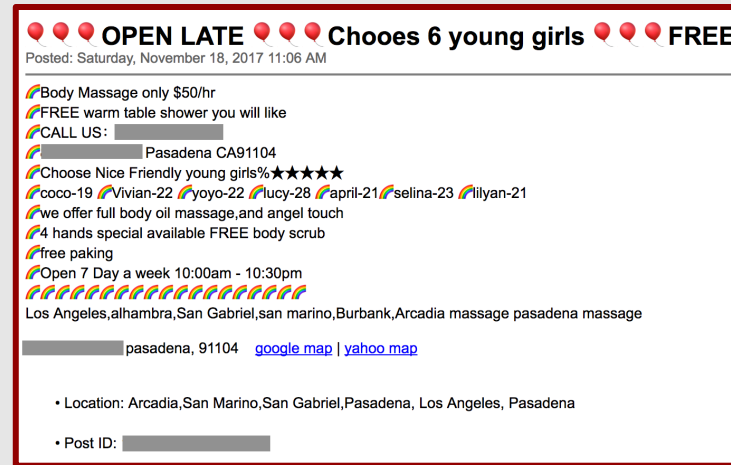 🎈🎈🎈OPEN LATE 🎈🎈🎈Chooes 6 young girls 🎈🎈🎈FREE
Posted: Saturday, November 18, 2017 11:06 AM
🌈Body Massage only $50/hr
🌈FREE warm table shower you will like
🌈CALL US:
🌈 Pasadena CA91104
🌈Choose Nice Friendly young girls%★★★★★
🌈coco-19 🌈Vivian-22 🌈yoyo-22 🌈lucy-28 🌈april-21🌈selina-23 🌈lilyan-21
🌈we offer full body oil massage,and angel touch
🌈4 hands special available FREE body scrub
🌈free paking
🌈Open 7 Day a week 10:00am - 10:30pm
🌈🌈🌈🌈🌈🌈🌈🌈🌈🌈🌈🌈🌈🌈🌈🌈🌈🌈🌈
Los Angeles,alhambra,San Gabriel,san marino,Burbank,Arcadia massage pasadena massage
pasadena, 91104 google map | yahoo map
• Location: Arcadia,San Marino,San Gabriel,Pasadena, Los Angeles, Pasadena
• Post ID: